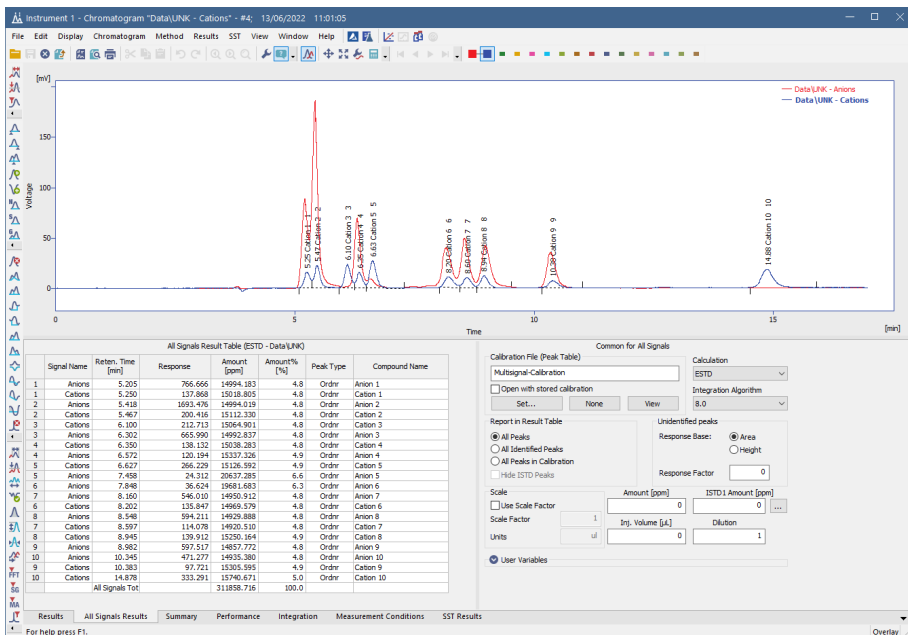 Instrument 1 - Chromatogram "Data\UNK - Cations" - #4; 13/06/2022 11:01:05
File Edit Display Chromatogram Method Results SST View Window Help
[mV]
Data\UNK - Anions
Data\UNK - Cations
150
100
50
0
Voltage
5.25 Cation 1 1
5.47 Cation 2 2
6.10 Cation 3 3
6.35 Cation 4 4
6.63 Cation 5 5
8.20 Cation 6 6
8.60 Cation 7 7
8.94 Cation 8 8
10.38 Cation 9 9
14.88 Cation 10 10
0 5 10 15
Time [min]
All Signals Result Table (ESTD - Data\UNK)
Signal Name Reten. Time [min] Response Amount [ppm] Amount% [%] Peak Type Compound Name
1 Anions 5.205 766.666 14994.183 4.8 Ordnr Anion 1
1 Cations 5.250 137.868 15018.805 4.8 Ordnr Cation 1
2 Anions 5.418 1693.476 14994.019 4.8 Ordnr Anion 2
2 Cations 5.467 200.416 15112.330 4.8 Ordnr Cation 2
3 Cations 6.100 212.713 15064.901 4.8 Ordnr Cation 3
3 Anions 6.302 665.990 14992.837 4.8 Ordnr Anion 3
4 Cations 6.350 138.132 15038.283 4.8 Ordnr Cation 4
4 Anions 6.572 120.194 15337.326 4.9 Ordnr Anion 4
5 Cations 6.627 266.229 15126.592 4.9 Ordnr Cation 5
5 Anions 7.458 24.312 20637.285 6.6 Ordnr Anion 5
6 Anions 7.848 36.624 19681.683 6.3 Ordnr Anion 6
7 Anions 8.160 546.010 14950.912 4.8 Ordnr Anion 7
6 Cations 8.202 135.847 14969.579 4.8 Ordnr Cation 6
8 Anions 8.548 594.211 14929.888 4.8 Ordnr Anion 8
7 Cations 8.597 114.078 14920.510 4.8 Ordnr Cation 7
8 Cations 8.945 139.912 15250.164 4.9 Ordnr Cation 8
9 Anions 8.982 597.517 14857.772 4.8 Ordnr Anion 9
10 Anions 10.345 471.277 14935.380 4.8 Ordnr Anion 10
9 Cations 10.383 97.721 15305.595 4.9 Ordnr Cation 9
10 Cations 14.878 333.291 15740.671 5.0 Ordnr Cation 10
All Signals Tot 311858.716 100.0
Common for All Signals
Calibration File (Peak Table)
Multisignal-Calibration
Open with stored calibration
Set... None View
Calculation
ESTD
Integration Algorithm
8.0
Report in Result Table
All Peaks
All Identified Peaks
All Peaks in Calibration
Hide ISTD Peaks
Unidentified peaks
Response Base: Area
Height
Response Factor 0
Scale
Use Scale Factor
Scale Factor 1
Units ul
Amount [ppm] ISTD1 Amount [ppm]
0 0 ...
Inj. Volume [µL] Dilution
0 1
User Variables
Results All Signals Results Summary Performance Integration Measurement Conditions SST Results
For help press F1. Overlay